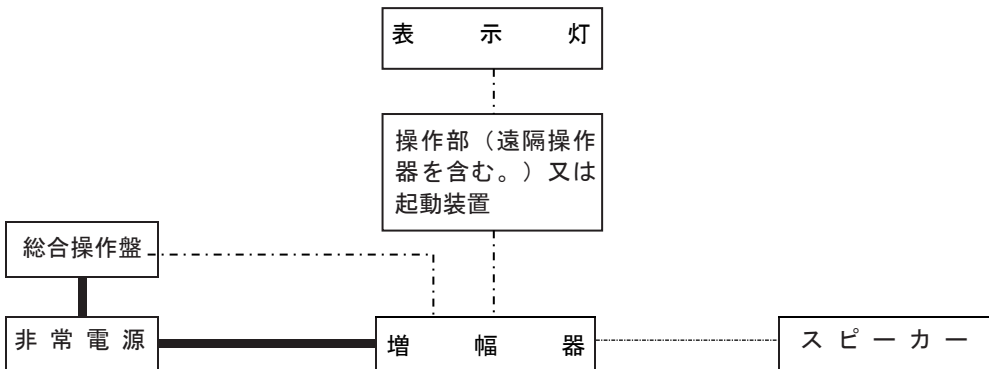 表示灯
操作部（遠隔操作
器を含む。）又は
起動装置
総合操作盤
非常電源
増幅器
スピーカー